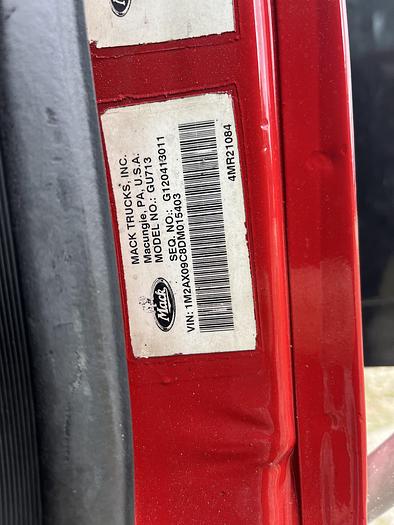 MACK TRUCKS, INC.
Macungie, PA, U.S.A.
MODEL NO.: GU713
SEQ. NO.: G120413011
Mack
VIN: 1M2AX09C8DM015403
4MR21084